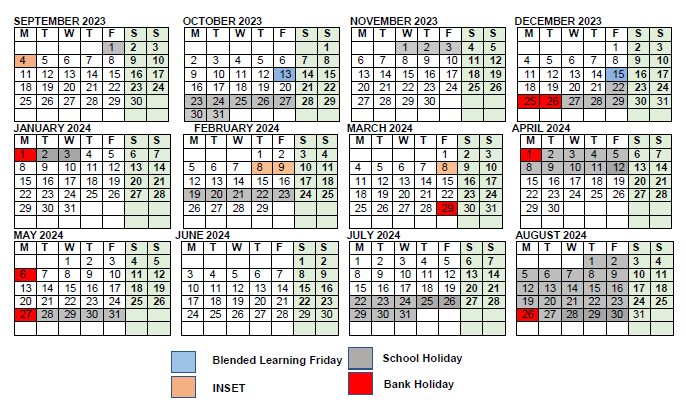 SEPTEMBER 2023
M T W T F S S
1 2 3
4 5 6 7 8 9 10
11 12 13 14 15 16 17
18 19 20 21 22 23 24
25 26 27 28 29 30
OCTOBER 2023
M T W T F S S
1
2 3 4 5 6 7 8
9 10 11 12 13 14 15
16 17 18 19 20 21 22
23 24 25 26 27 28 29
30 31
NOVEMBER 2023
M T W T F S S
1 2 3 4 5
6 7 8 9 10 11 12
13 14 15 16 17 18 19
20 21 22 23 24 25 26
27 28 29 30
DECEMBER 2023
M T W T F S S
1 2 3
4 5 6 7 8 9 10
11 12 13 14 15 16 17
18 19 20 21 22 23 24
25 26 27 28 29 30 31
JANUARY 2024
M T W T F S S
1 2 3 4 5 6 7
8 9 10 11 12 13 14
15 16 17 18 19 20 21
22 23 24 25 26 27 28
29 30 31
FEBRUARY 2024
M T W T F S S
1 2 3 4
5 6 7 8 9 10 11
12 13 14 15 16 17 18
19 20 21 22 23 24 25
26 27 28 29
MARCH 2024
M T W T F S S
1 2 3
4 5 6 7 8 9 10
11 12 13 14 15 16 17
18 19 20 21 22 23 24
25 26 27 28 29 30 31
APRIL 2024
M T W T F S S
1 2 3 4 5 6 7
8 9 10 11 12 13 14
15 16 17 18 19 20 21
22 23 24 25 26 27 28
29 30
MAY 2024
M T W T F S S
1 2 3 4 5
6 7 8 9 10 11 12
13 14 15 16 17 18 19
20 21 22 23 24 25 26
27 28 29 30 31
JUNE 2024
M T W T F S S
1 2
3 4 5 6 7 8 9
10 11 12 13 14 15 16
17 18 19 20 21 22 23
24 25 26 27 28 29 30
JULY 2024
M T W T F S S
1 2 3 4 5 6 7
8 9 10 11 12 13 14
15 16 17 18 19 20 21
22 23 24 25 26 27 28
29 30 31
AUGUST 2024
M T W T F S S
1 2 3 4
5 6 7 8 9 10 11
12 13 14 15 16 17 18
19 20 21 22 23 24 25
26 27 28 29 30 31
Blended Learning Friday
School Holiday
INSET
Bank Holiday